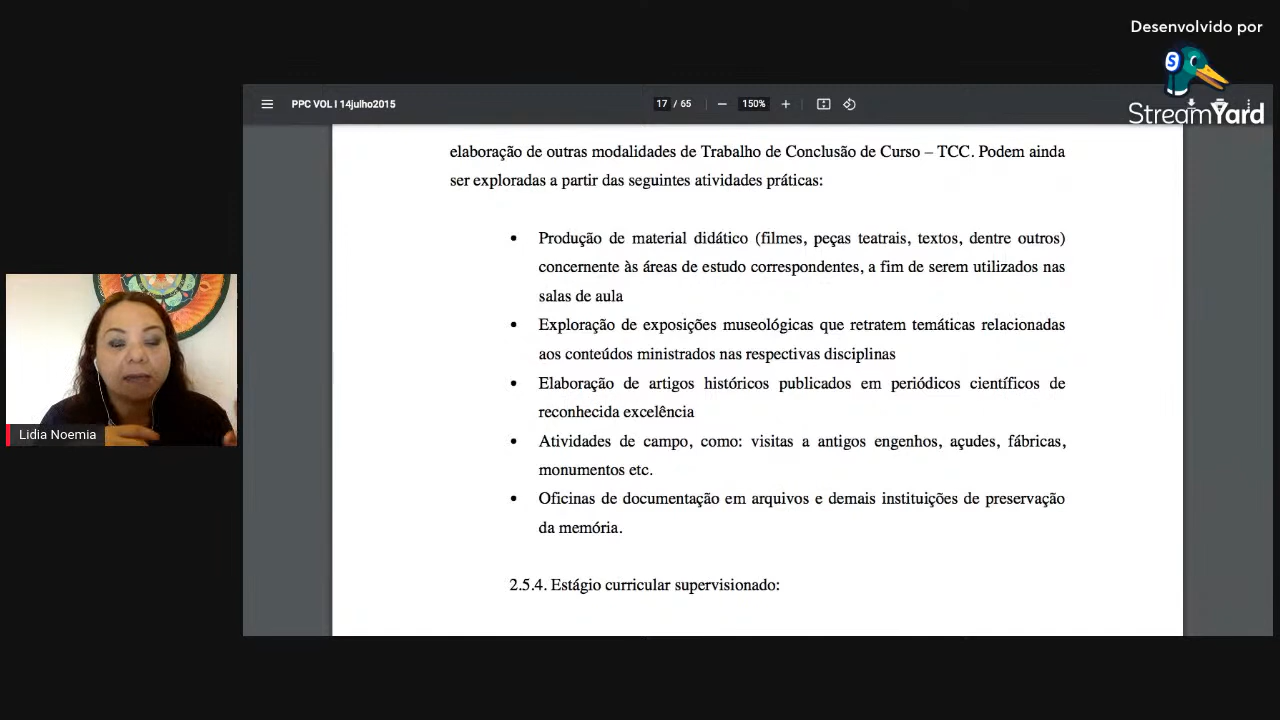 Desenvolvido por
StreamYard
PPC VOL I 14julho2015
17 / 65
150%
elaboração de outras modalidades de Trabalho de Conclusão de Curso – TCC. Podem ainda
ser exploradas a partir das seguintes atividades práticas:
• Produção de material didático (filmes, peças teatrais, textos, dentre outros)
concernente às áreas de estudo correspondentes, a fim de serem utilizados nas
salas de aula
• Exploração de exposições museológicas que retratem temáticas relacionadas
aos conteúdos ministrados nas respectivas disciplinas
• Elaboração de artigos históricos publicados em periódicos científicos de
reconhecida excelência
• Atividades de campo, como: visitas a antigos engenhos, açudes, fábricas,
monumentos etc.
• Oficinas de documentação em arquivos e demais instituições de preservação
da memória.
2.5.4. Estágio curricular supervisionado:
Lidia Noemia